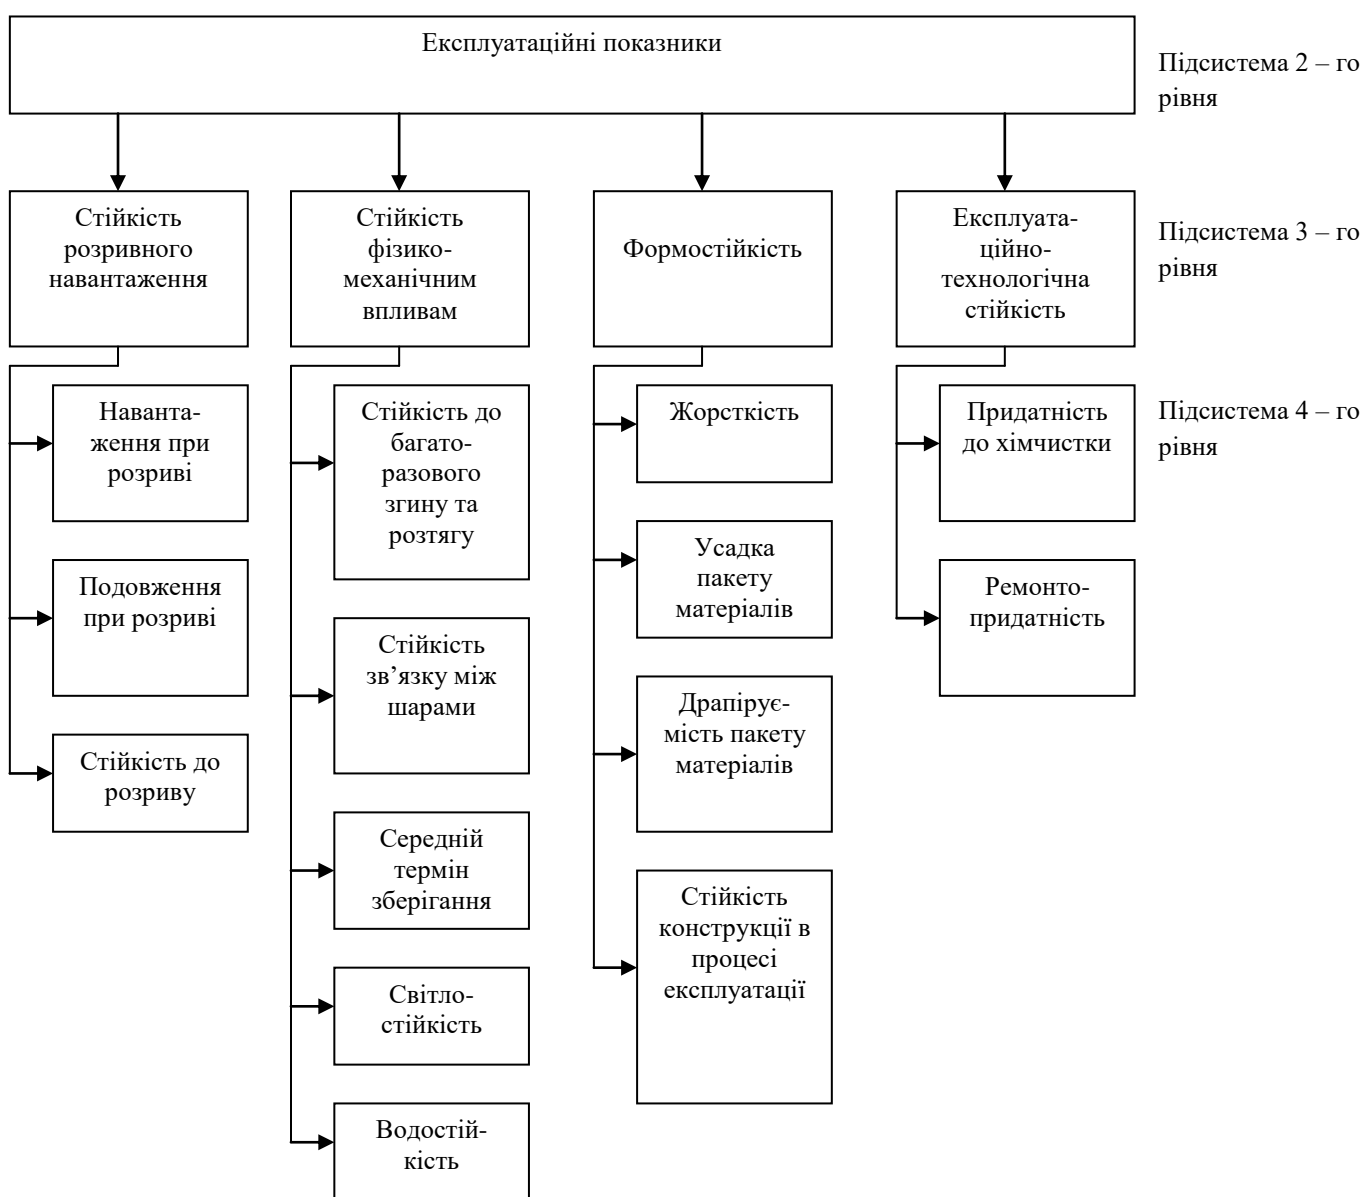 Експлуатаційні показники
Підсистема 2 – го
рівня
Стійкість
розривного
навантаження
Стійкість
фізико-
механічним
впливам
Формостійкість
Експлуата-
ційно-
технологічна
стійкість
Підсистема 3 – го
рівня
Наванта-
ження при
розриві
Подовження
при розриві
Стійкість до
розриву
Стійкість до
багато-
разового
згину та
розтягу
Стійкість
зв’язку між
шарами
Середній
термін
зберігання
Світло-
стійкість
Водостій-
кість
Жорсткість
Усадка
пакету
матеріалів
Драпірує-
мість пакету
матеріалів
Стійкість
конструкції в
процесі
експлуатації
Придатність
до хімчистки
Ремонто-
придатність
Підсистема 4 – го
рівня